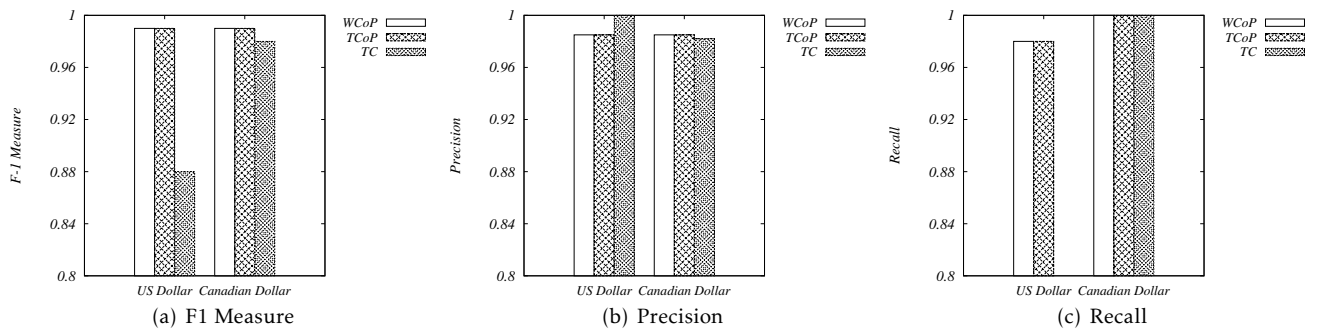 F-1 Measure
1
0.96
0.92
0.88
0.84
0.8
US Dollar Canadian Dollar
WCoP
TCoP
TC
(a) F1 Measure
Precision
1
0.96
0.92
0.88
0.84
0.8
US Dollar Canadian Dollar
WCoP
TCoP
TC
(b) Precision
Recall
1
0.96
0.92
0.88
0.84
0.8
US Dollar Canadian Dollar
WCoP
TCoP
TC
(c) Recall